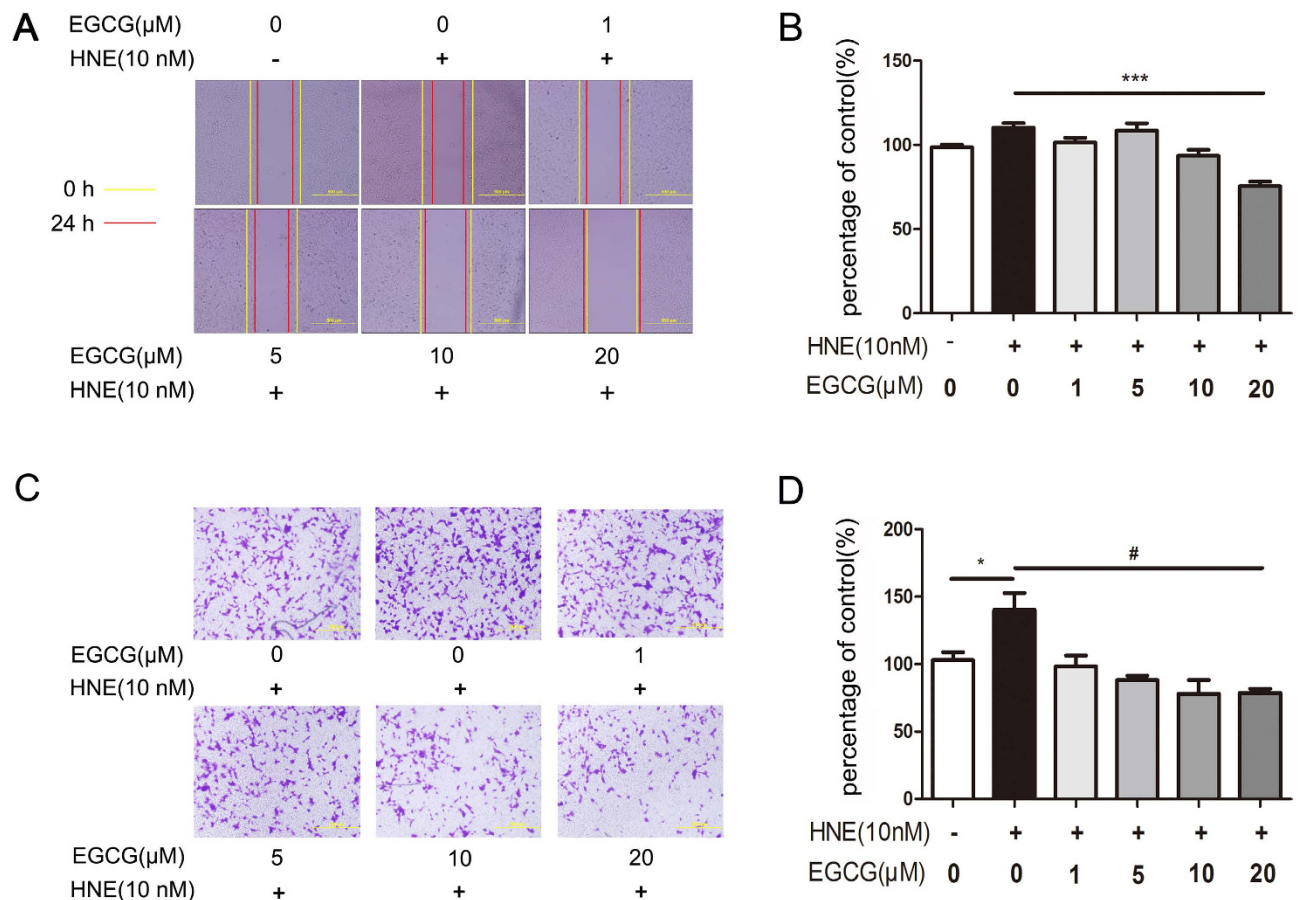 A
EGCG(µM) 0 0 1
HNE(10 nM) - + +
0 h
24 h
EGCG(µM) 5 10 20
HNE(10 nM) + + +
B
percentage of control(%)
150
100
50
0
***
HNE(10nM) - + + + + +
EGCG(µM) 0 0 1 5 10 20
C
EGCG(µM) 0 0 1
HNE(10 nM) + + +
EGCG(µM) 5 10 20
HNE(10 nM) + + +
D
percentage of control(%)
200
150
100
50
0
*
#
HNE(10nM) - + + + + +
EGCG(µM) 0 0 1 5 10 20